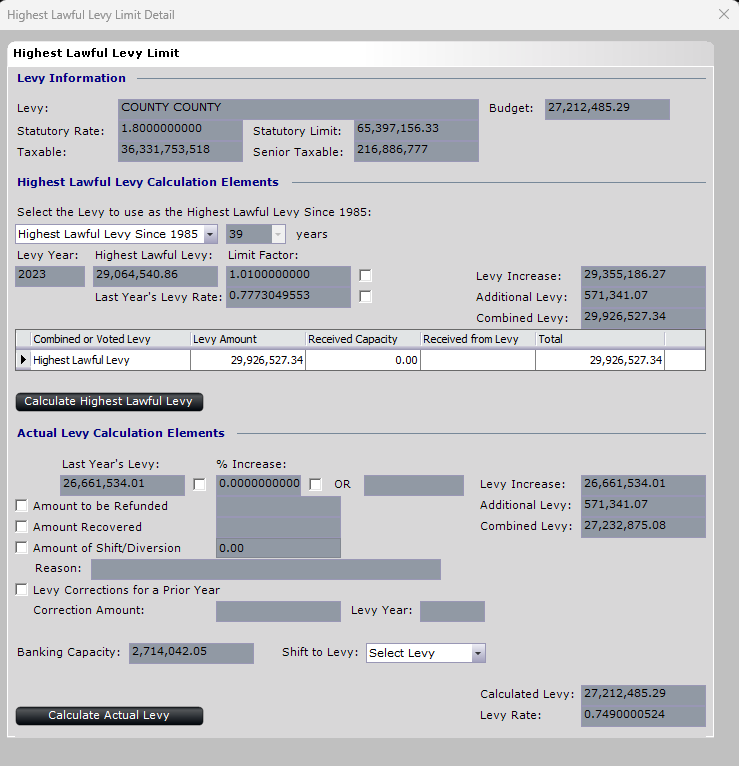 Highest Lawful Levy Limit Detail
Highest Lawful Levy Limit
Levy Information
Levy: COUNTY COUNTY Budget: 27,212,485.29
Statutory Rate: 1.8000000000 Statutory Limit: 65,397,156.33
Taxable: 36,331,753,518 Senior Taxable: 216,886,777
Highest Lawful Levy Calculation Elements
Select the Levy to use as the Highest Lawful Levy Since 1985:
Highest Lawful Levy Since 1985 39 years
Levy Year: Highest Lawful Levy: Limit Factor:
2023 29,064,540.86 1.0100000000 Levy Increase: 29,355,186.27
Last Year's Levy Rate: 0.7773049553 Additional Levy: 571,341.07
Combined Levy: 29,926,527.34
Combined or Voted Levy Levy Amount Received Capacity Received from Levy Total
Highest Lawful Levy 29,926,527.34 0.00 29,926,527.34
Calculate Highest Lawful Levy
Actual Levy Calculation Elements
Last Year's Levy: % Increase:
26,661,534.01 0.0000000000 OR Levy Increase: 26,661,534.01
Amount to be Refunded Additional Levy: 571,341.07
Amount Recovered Combined Levy: 27,232,875.08
Amount of Shift/Diversion 0.00
Reason:
Levy Corrections for a Prior Year
Correction Amount: Levy Year:
Banking Capacity: 2,714,042.05 Shift to Levy: Select Levy
Calculated Levy: 27,212,485.29
Calculate Actual Levy Levy Rate: 0.7490000524